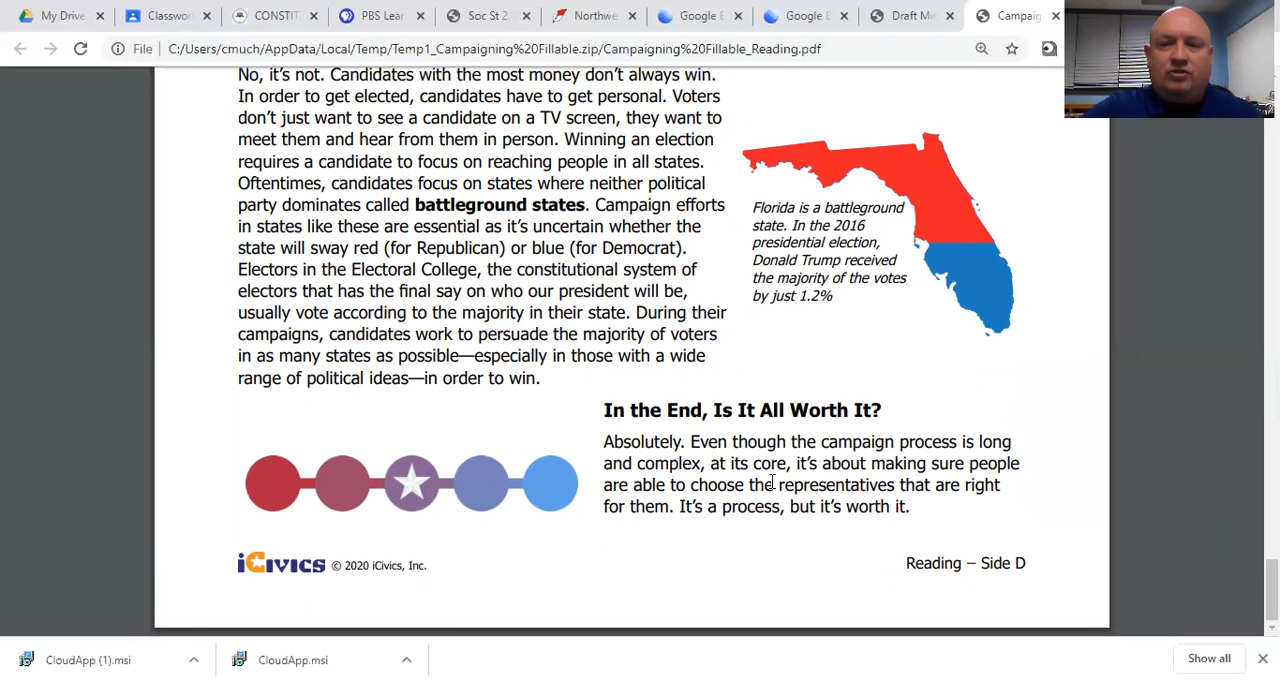 My Drive
Classwor
CONSTIT
PBS Lear
Soc St 2.
Northwe
Google E
Google E
Draft Mi
Campaig
File
C:/Users/cmuch/AppData/Local/Temp/Temp1_Campaigning%20Fillable.zip/Campaigning%20Fillable_Reading.pdf
No, it's not. Candidates with the most money don't always win.
In order to get elected, candidates have to get personal. Voters
don't just want to see a candidate on a TV screen, they want to
meet them and hear from them in person. Winning an election
requires a candidate to focus on reaching people in all states.
Oftentimes, candidates focus on states where neither political
party dominates called battleground states. Campaign efforts
in states like these are essential as it's uncertain whether the
state will sway red (for Republican) or blue (for Democrat).
Electors in the Electoral College, the constitutional system of
electors that has the final say on who our president will be,
usually vote according to the majority in their state. During their
campaigns, candidates work to persuade the majority of voters
in as many states as possible—especially in those with a wide
range of political ideas—in order to win.
Florida is a battleground
state. In the 2016
presidential election,
Donald Trump received
the majority of the votes
by just 1.2%
In the End, Is It All Worth It?
Absolutely. Even though the campaign process is long
and complex, at its core, it's about making sure people
are able to choose the representatives that are right
for them. It's a process, but it's worth it.
iCIVICS © 2020 iCivics, Inc.
Reading – Side D
CloudApp (1).msi
CloudApp.msi
Show all